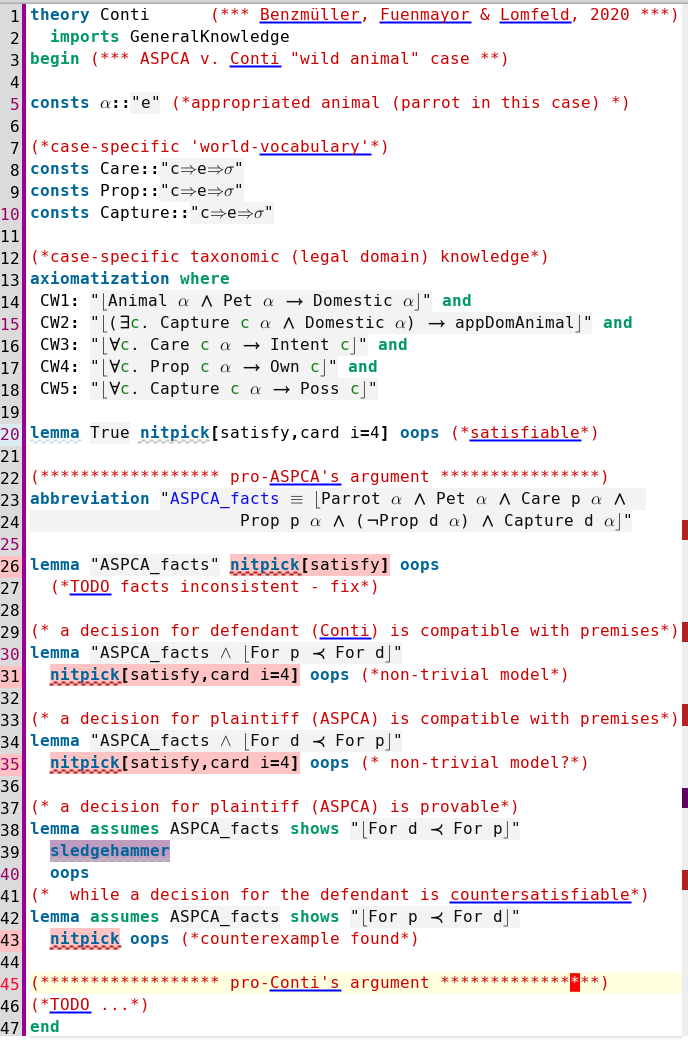 1 theory Conti (*** Benzmüller, Fuenmayor & Lomfeld, 2020 ***)
2 imports GeneralKnowledge
3 begin (*** ASPCA v. Conti "wild animal" case **)
4
5 consts α::"e" (*appropriated animal (parrot in this case) *)
6
7 (*case-specific 'world-vocabulary'*)
8 consts Care::"c⇒e⇒σ"
9 consts Prop::"c⇒e⇒σ"
10 consts Capture::"c⇒e⇒σ"
11
12 (*case-specific taxonomic (legal domain) knowledge*)
13 axiomatization where
14 CW1: "⌊Animal α ∧ Pet α ⟶ Domestic α⌋" and
15 CW2: "⌊(∃c. Capture c α ∧ Domestic α) ⟶ appDomAnimal⌋" and
16 CW3: "⌊∀c. Care c α ⟶ Intent c⌋" and
17 CW4: "⌊∀c. Prop c α ⟶ Own c⌋" and
18 CW5: "⌊∀c. Capture c α ⟶ Poss c⌋"
19
20 lemma True nitpick[satisfy,card i=4] oops (*satisfiable*)
21
22 (****************** pro-ASPCA's argument ****************)
23 abbreviation "ASPCA_facts ≡ ⌊Parrot α ∧ Pet α ∧ Care p α ∧
24 Prop p α ∧ (¬Prop d α) ∧ Capture d α⌋"
25
26 lemma "ASPCA_facts" nitpick[satisfy] oops
27 (*TODO facts inconsistent - fix*)
28
29 (* a decision for defendant (Conti) is compatible with premises*)
30 lemma "ASPCA_facts ∧ ⌊For p ≺ For d⌋"
31 nitpick[satisfy,card i=4] oops (*non-trivial model*)
32
33 (* a decision for plaintiff (ASPCA) is compatible with premises*)
34 lemma "ASPCA_facts ∧ ⌊For d ≺ For p⌋"
35 nitpick[satisfy,card i=4] oops (* non-trivial model?*)
36
37 (* a decision for plaintiff (ASPCA) is provable*)
38 lemma assumes ASPCA_facts shows "⌊For d ≺ For p⌋"
39 sledgehammer
40 oops
41 (*  while a decision for the defendant is countersatisfiable*)
42 lemma assumes ASPCA_facts shows "⌊For p ≺ For d⌋"
43 nitpick oops (*counterexample found*)
44
45 (****************** pro-Conti's argument ****************)
46 (*TODO ...*)
47 end